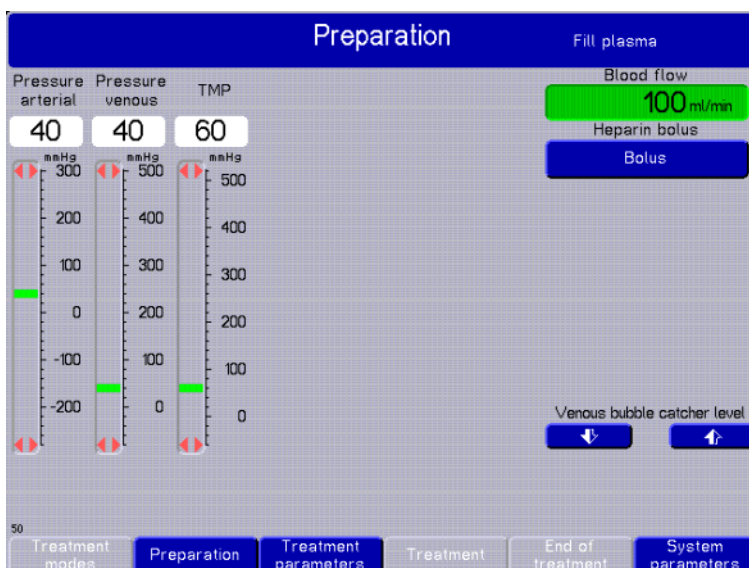 Preparation
Fill plasma
Pressure arterial
Pressure venous
TMP
40
40
60
mmHg
mmHg
mmHg
300
200
100
0
-100
-200
500
400
300
200
100
0
500
400
300
200
100
0
Blood flow
100 ml/min
Heparin bolus
Bolus
Venous bubble catcher level
50
Treatment modes
Preparation
Treatment parameters
Treatment
End of treatment
System parameters